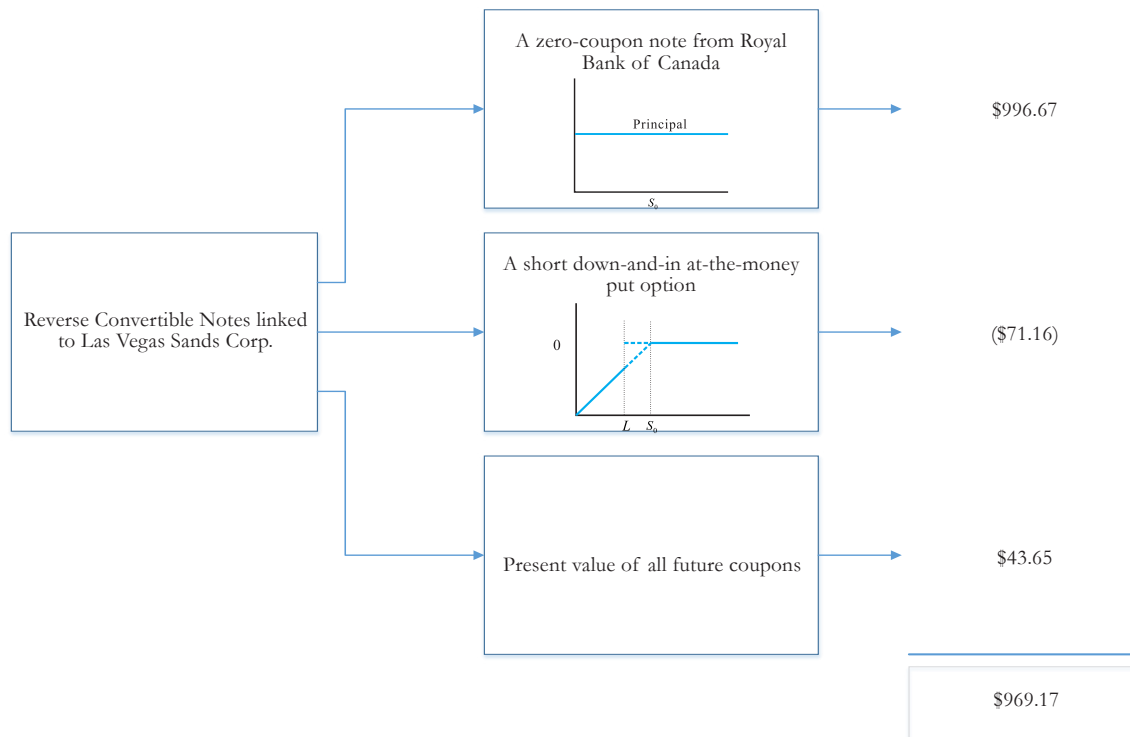 A zero-coupon note from Royal
Bank of Canada
Principal
S₀
$996.67
Reverse Convertible Notes linked
to Las Vegas Sands Corp.
A short down-and-in at-the-money
put option
0
L S₀
($71.16)
Present value of all future coupons
$43.65
$969.17